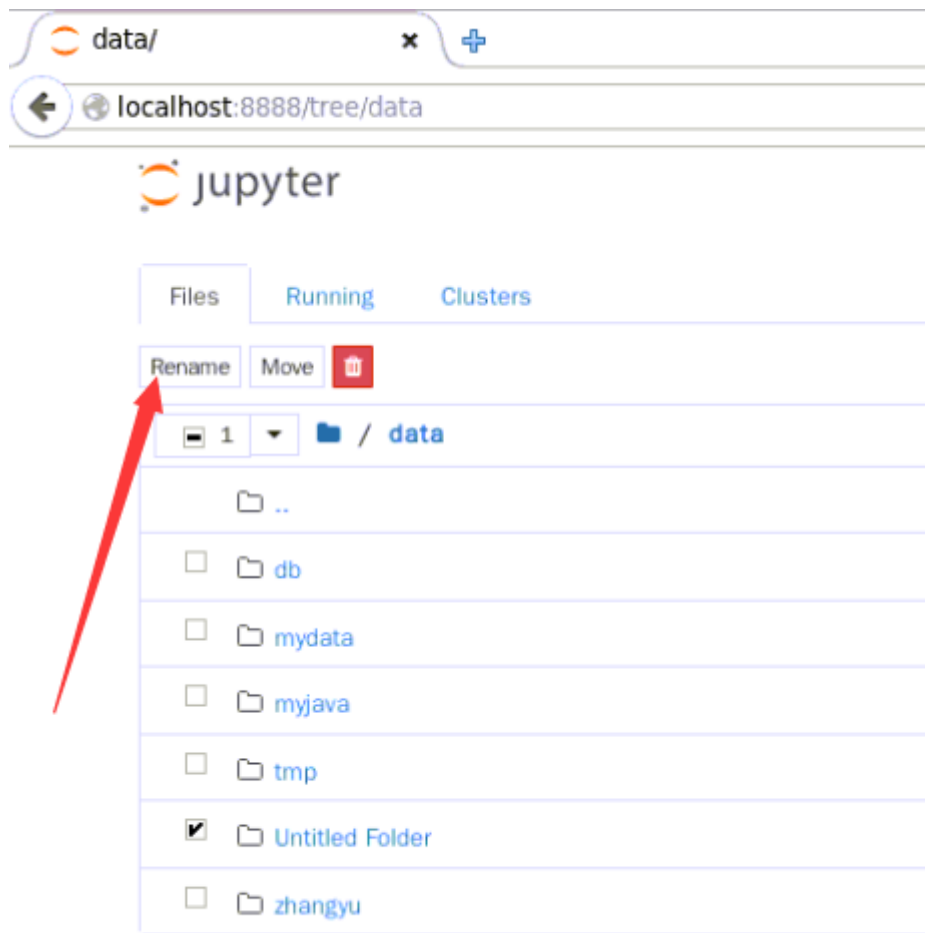 data/
localhost:8888/tree/data
jupyter
Files Running Clusters
Rename Move
1 / data
..
db
mydata
myjava
tmp
Untitled Folder
zhangyu